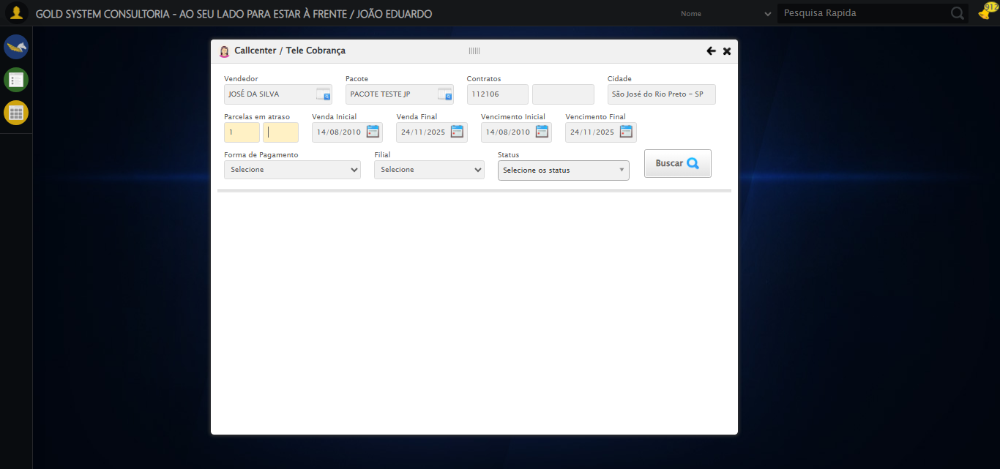 GOLD SYSTEM CONSULTORIA - AO SEU LADO PARA ESTAR À FRENTE / JOÃO EDUARDO
Nome
Pesquisa Rapida
912
Callcenter / Tele Cobrança
Vendedor Pacote Contratos Cidade
JOSÉ DA SILVA PACOTE TESTE JP 112106 São José do Rio Preto - SP
Parcelas em atraso Venda Inicial Venda Final Vencimento Inicial Vencimento Final
1 14/08/2010 24/11/2025 14/08/2010 24/11/2025
Forma de Pagamento Filial Status
Selecione Selecione Selecione os status Buscar